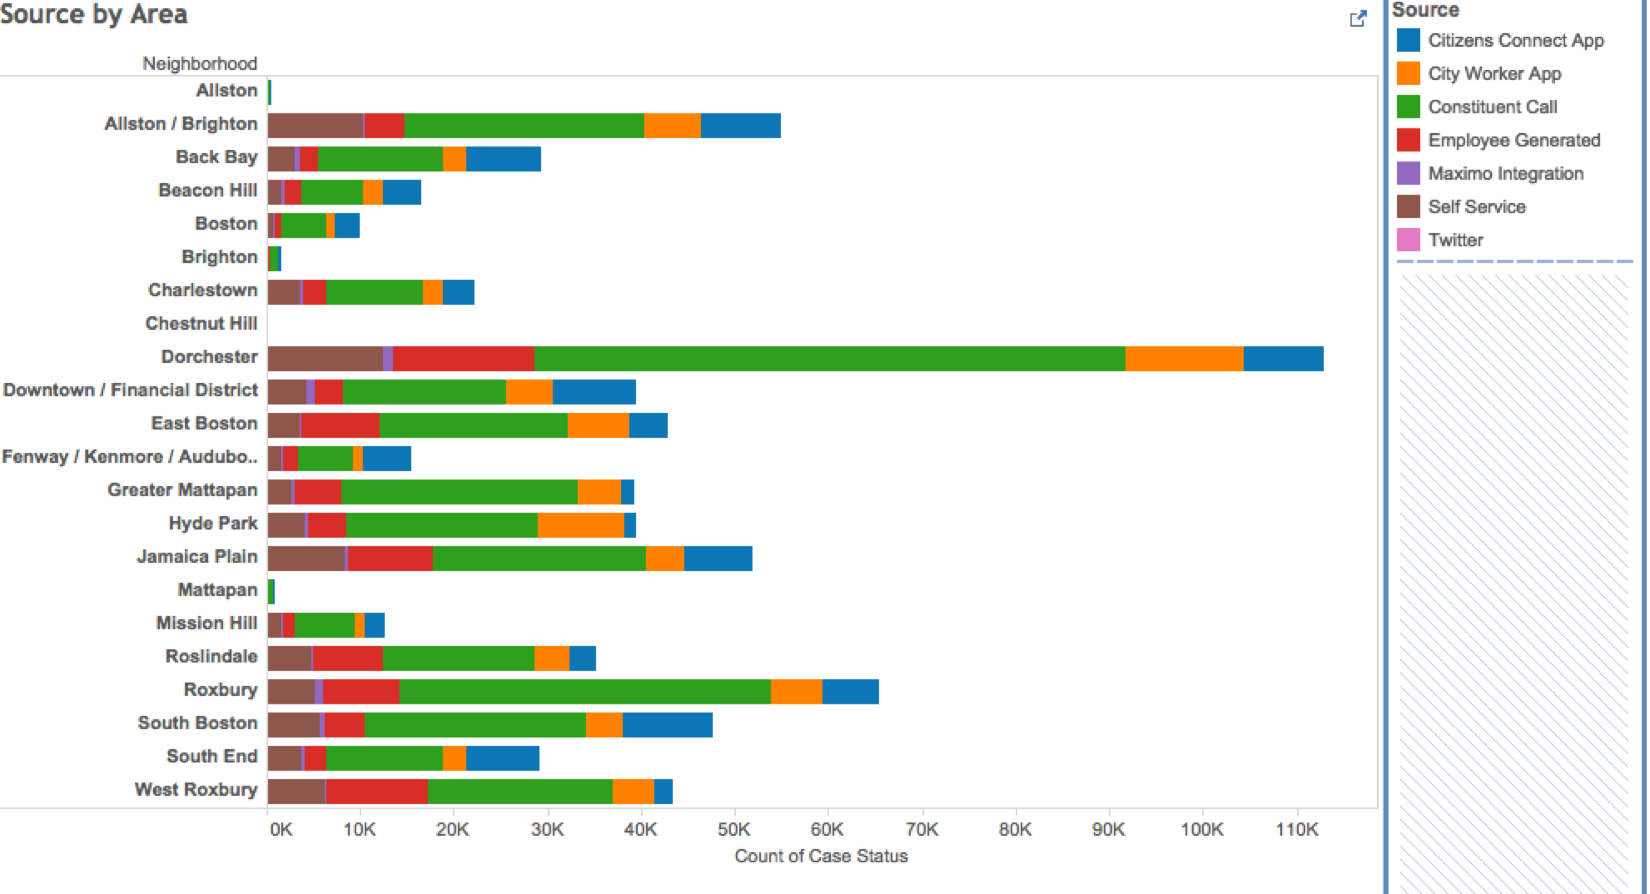 Source by Area
Neighborhood
Allston
Allston / Brighton
Back Bay
Beacon Hill
Boston
Brighton
Charlestown
Chestnut Hill
Dorchester
Downtown / Financial District
East Boston
Fenway / Kenmore / Audubo..
Greater Mattapan
Hyde Park
Jamaica Plain
Mattapan
Mission Hill
Roslindale
Roxbury
South Boston
South End
West Roxbury
0K 10K 20K 30K 40K 50K 60K 70K 80K 90K 100K 110K
Count of Case Status
Source
Citizens Connect App
City Worker App
Constituent Call
Employee Generated
Maximo Integration
Self Service
Twitter